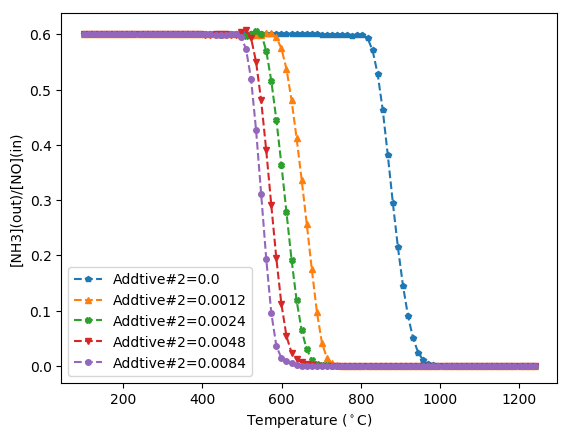 0.6
0.5
0.4
0.3
0.2
0.1
0.0
[NH3](out)/[NO](in)
Addtive#2=0.0
Addtive#2=0.0012
Addtive#2=0.0024
Addtive#2=0.0048
Addtive#2=0.0084
200 400 600 800 1000 1200
Temperature (°C)